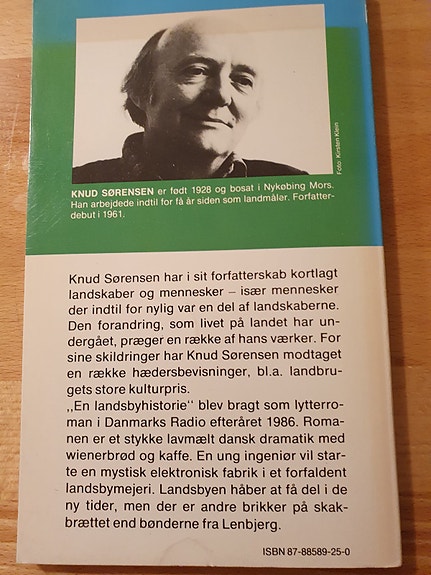 Foto: Kirsten Klein
KNUD SØRENSEN er født 1928 og bosat i Nykøbing Mors.
Han arbejdede indtil for få år siden som landmåler. Forfatter-
debut i 1961.
Knud Sørensen har i sit forfatterskab kortlagt
landskaber og mennesker – især mennesker
der indtil for nylig var en del af landskaberne.
Den forandring, som livet på landet har un-
dergået, præger en række af hans værker. For
sine skildringer har Knud Sørensen modtaget
en række hædersbevisninger, bl.a. landbru-
gets store kulturpris.
,,En landsbyhistorie‘‘ blev bragt som lytterro-
man i Danmarks Radio efteråret 1986. Roma-
nen er et stykke lavmælt dansk dramatik med
wienerbrød og kaffe. En ung ingeniør vil star-
te en mystisk elektronisk fabrik i et forfaldent
landsbymejeri. Landsbyen håber at få del i de
ny tider, men der er andre brikker på skak-
brættet end bønderne fra Lenbjerg.
ISBN 87-88589-25-0